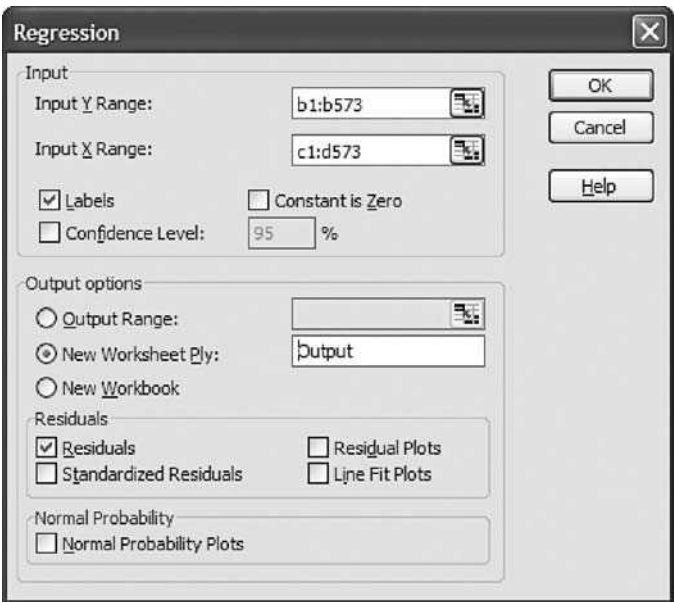 Regression
Input
Input Y Range: b1:b573
Input X Range: c1:d573
Labels Constant is Zero
Confidence Level: 95 %
OK
Cancel
Help
Output options
Output Range:
New Worksheet Ply: Output
New Workbook
Residuals
Residuals Residual Plots
Standardized Residuals Line Fit Plots
Normal Probability
Normal Probability Plots